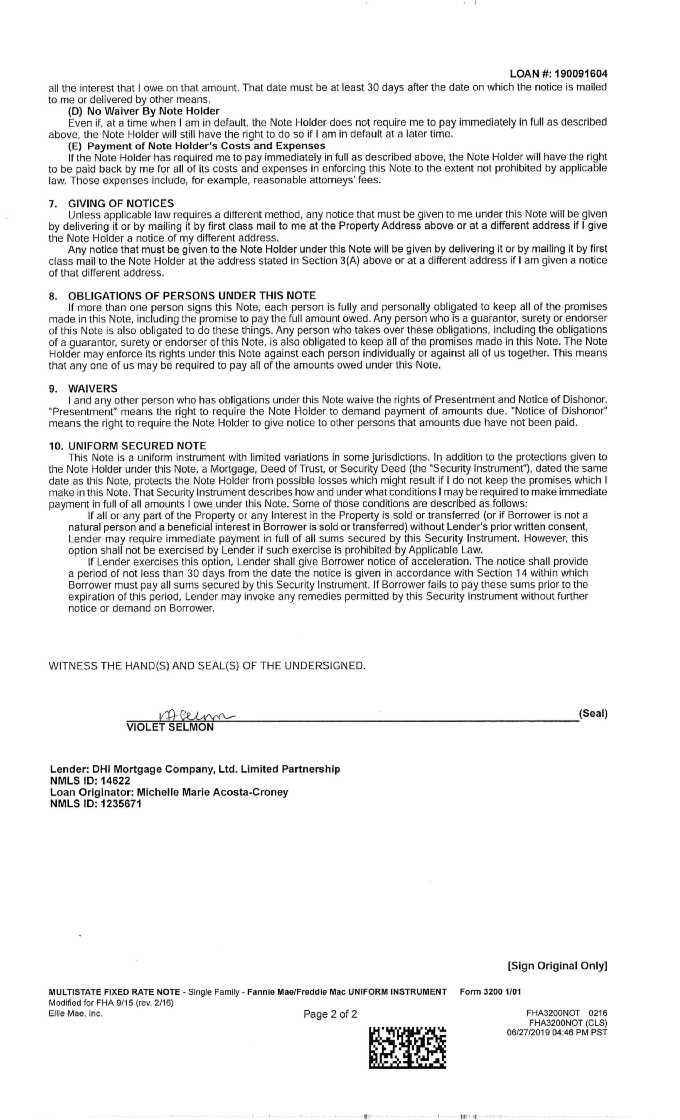 LOAN #: 190091604
all the interest that I owe on that amount. That date must be at least 30 days after the date on which the notice is mailed
to me or delivered by other means.
(D) No Waiver By Note Holder
Even if, at a time when I am in default, the Note Holder does not require me to pay immediately in full as described
above, the Note Holder will still have the right to do so if I am in default at a later time.
(E) Payment of Note Holder's Costs and Expenses
If the Note Holder has required me to pay immediately in full as described above, the Note Holder will have the right
to be paid back by me for all of its costs and expenses in enforcing this Note to the extent not prohibited by applicable
law. Those expenses include, for example, reasonable attorneys' fees.
7. GIVING OF NOTICES
Unless applicable law requires a different method, any notice that must be given to me under this Note will be given
by delivering it or by mailing it by first class mail to me at the Property Address above or at a different address if I give
the Note Holder a notice of my different address.
Any notice that must be given to the Note Holder under this Note will be given by delivering it or by mailing it by first
class mail to the Note Holder at the address stated in Section 3(A) above or at a different address if I am given a notice
of that different address.
8. OBLIGATIONS OF PERSONS UNDER THIS NOTE
If more than one person signs this Note, each person is fully and personally obligated to keep all of the promises
made in this Note, including the promise to pay the full amount owed. Any person who is a guarantor, surety or endorser
of this Note is also obligated to do these things. Any person who takes over these obligations, including the obligations
of a guarantor, surety or endorser of this Note, is also obligated to keep all of the promises made in this Note. The Note
Holder may enforce its rights under this Note against each person individually or against all of us together. This means
that any one of us may be required to pay all of the amounts owed under this Note.
9. WAIVERS
I and any other person who has obligations under this Note waive the rights of Presentment and Notice of Dishonor.
"Presentment" means the right to require the Note Holder to demand payment of amounts due. "Notice of Dishonor"
means the right to require the Note Holder to give notice to other persons that amounts due have not been paid.
10. UNIFORM SECURED NOTE
This Note is a uniform instrument with limited variations in some jurisdictions. In addition to the protections given to
the Note Holder under this Note, a Mortgage, Deed of Trust, or Security Deed (the "Security Instrument"), dated the same
date as this Note, protects the Note Holder from possible losses which might result if I do not keep the promises which I
make in this Note. That Security Instrument describes how and under what conditions I may be required to make immediate
payment in full of all amounts I owe under this Note. Some of those conditions are described as follows:
If all or any part of the Property or any Interest in the Property is sold or transferred (or if Borrower is not a
natural person and a beneficial interest in Borrower is sold or transferred) without Lender's prior written consent,
Lender may require immediate payment in full of all sums secured by this Security Instrument. However, this
option shall not be exercised by Lender if such exercise is prohibited by Applicable Law.
If Lender exercises this option, Lender shall give Borrower notice of acceleration. The notice shall provide
a period of not less than 30 days from the date the notice is given in accordance with Section 14 within which
Borrower must pay all sums secured by this Security Instrument. If Borrower fails to pay these sums prior to the
expiration of this period, Lender may invoke any remedies permitted by this Security Instrument without further
notice or demand on Borrower.
WITNESS THE HAND(S) AND SEAL(S) OF THE UNDERSIGNED.
(Seal)
VIOLET SELMON
Lender: DHI Mortgage Company, Ltd. Limited Partnership
NMLS ID: 14622
Loan Originator: Michelle Marie Acosta-Croney
NMLS ID: 1235671
[Sign Original Only]
MULTISTATE FIXED RATE NOTE - Single Family - Fannie Mae/Freddie Mac UNIFORM INSTRUMENT Form 3200 1/01
Modified for FHA 9/15 (rev. 2/16)
Ellie Mae, Inc.
Page 2 of 2
FHA3200NOT 0216
FHA3200NOT (CLS)
06/27/2019 04:46 PM PST